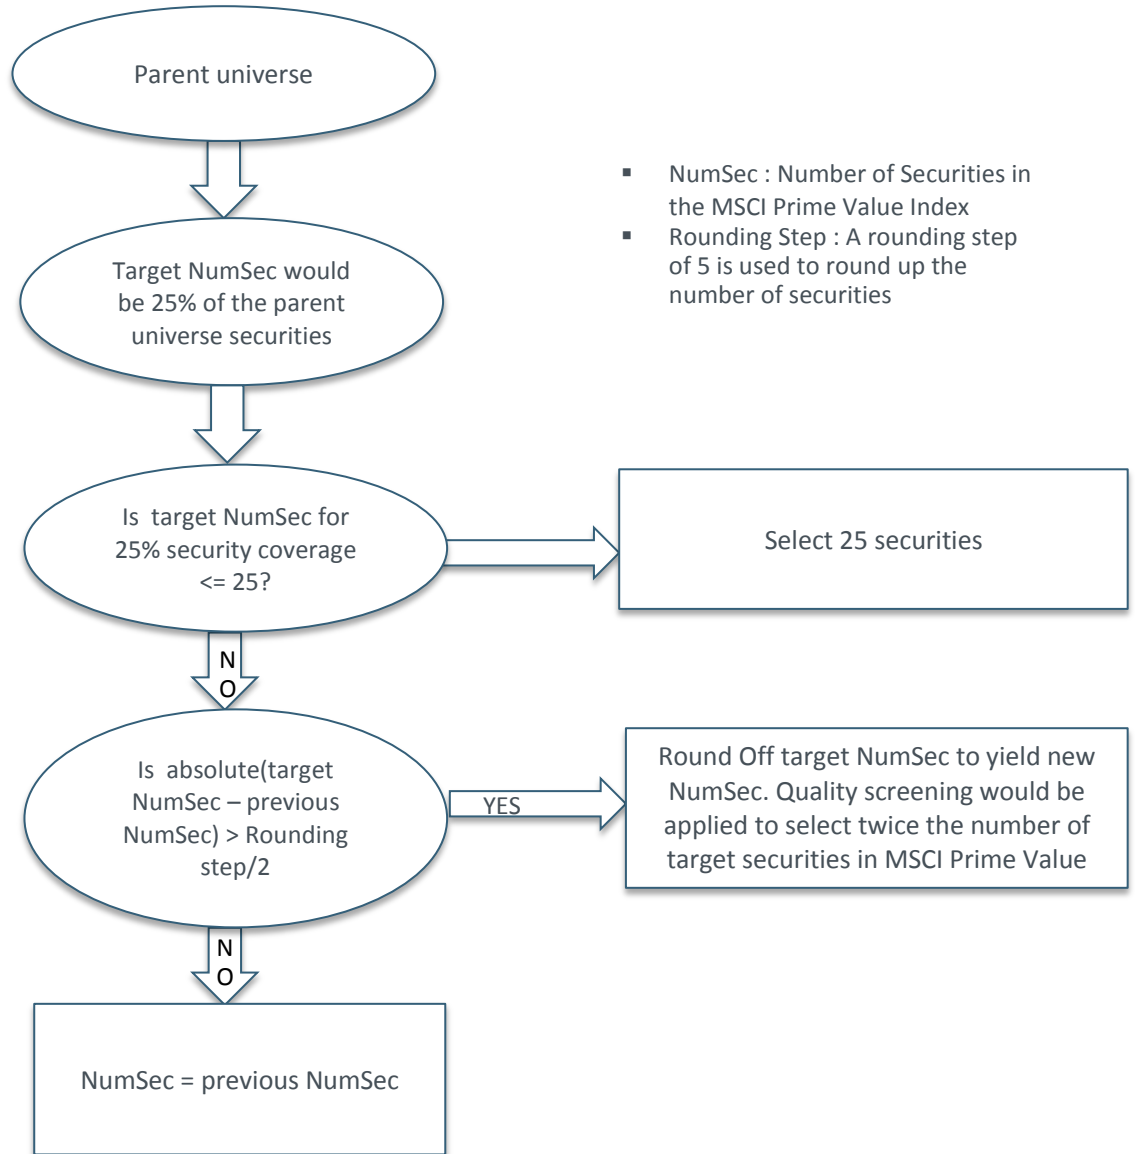 Parent universe
▪ NumSec : Number of Securities in
the MSCI Prime Value Index
▪ Rounding Step : A rounding step
of 5 is used to round up the
number of securities
Target NumSec would
be 25% of the parent
universe securities
Is target NumSec for
25% security coverage
<= 25?
Select 25 securities
N
O
Is absolute(target
NumSec – previous
NumSec) > Rounding
step/2
YES
Round Off target NumSec to yield new
NumSec. Quality screening would be
applied to select twice the number of
target securities in MSCI Prime Value
N
O
NumSec = previous NumSec